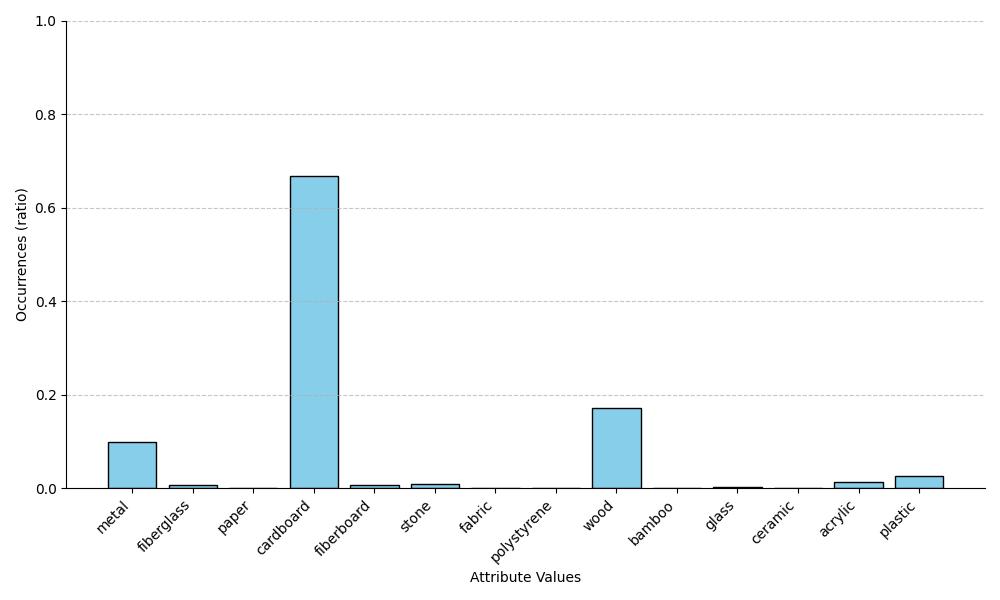 1.0
0.8
0.6
0.4
0.2
0.0
Occurrences (ratio)
metal
fiberglass
paper
cardboard
fiberboard
stone
fabric
polystyrene
wood
bamboo
glass
ceramic
acrylic
plastic
Attribute Values